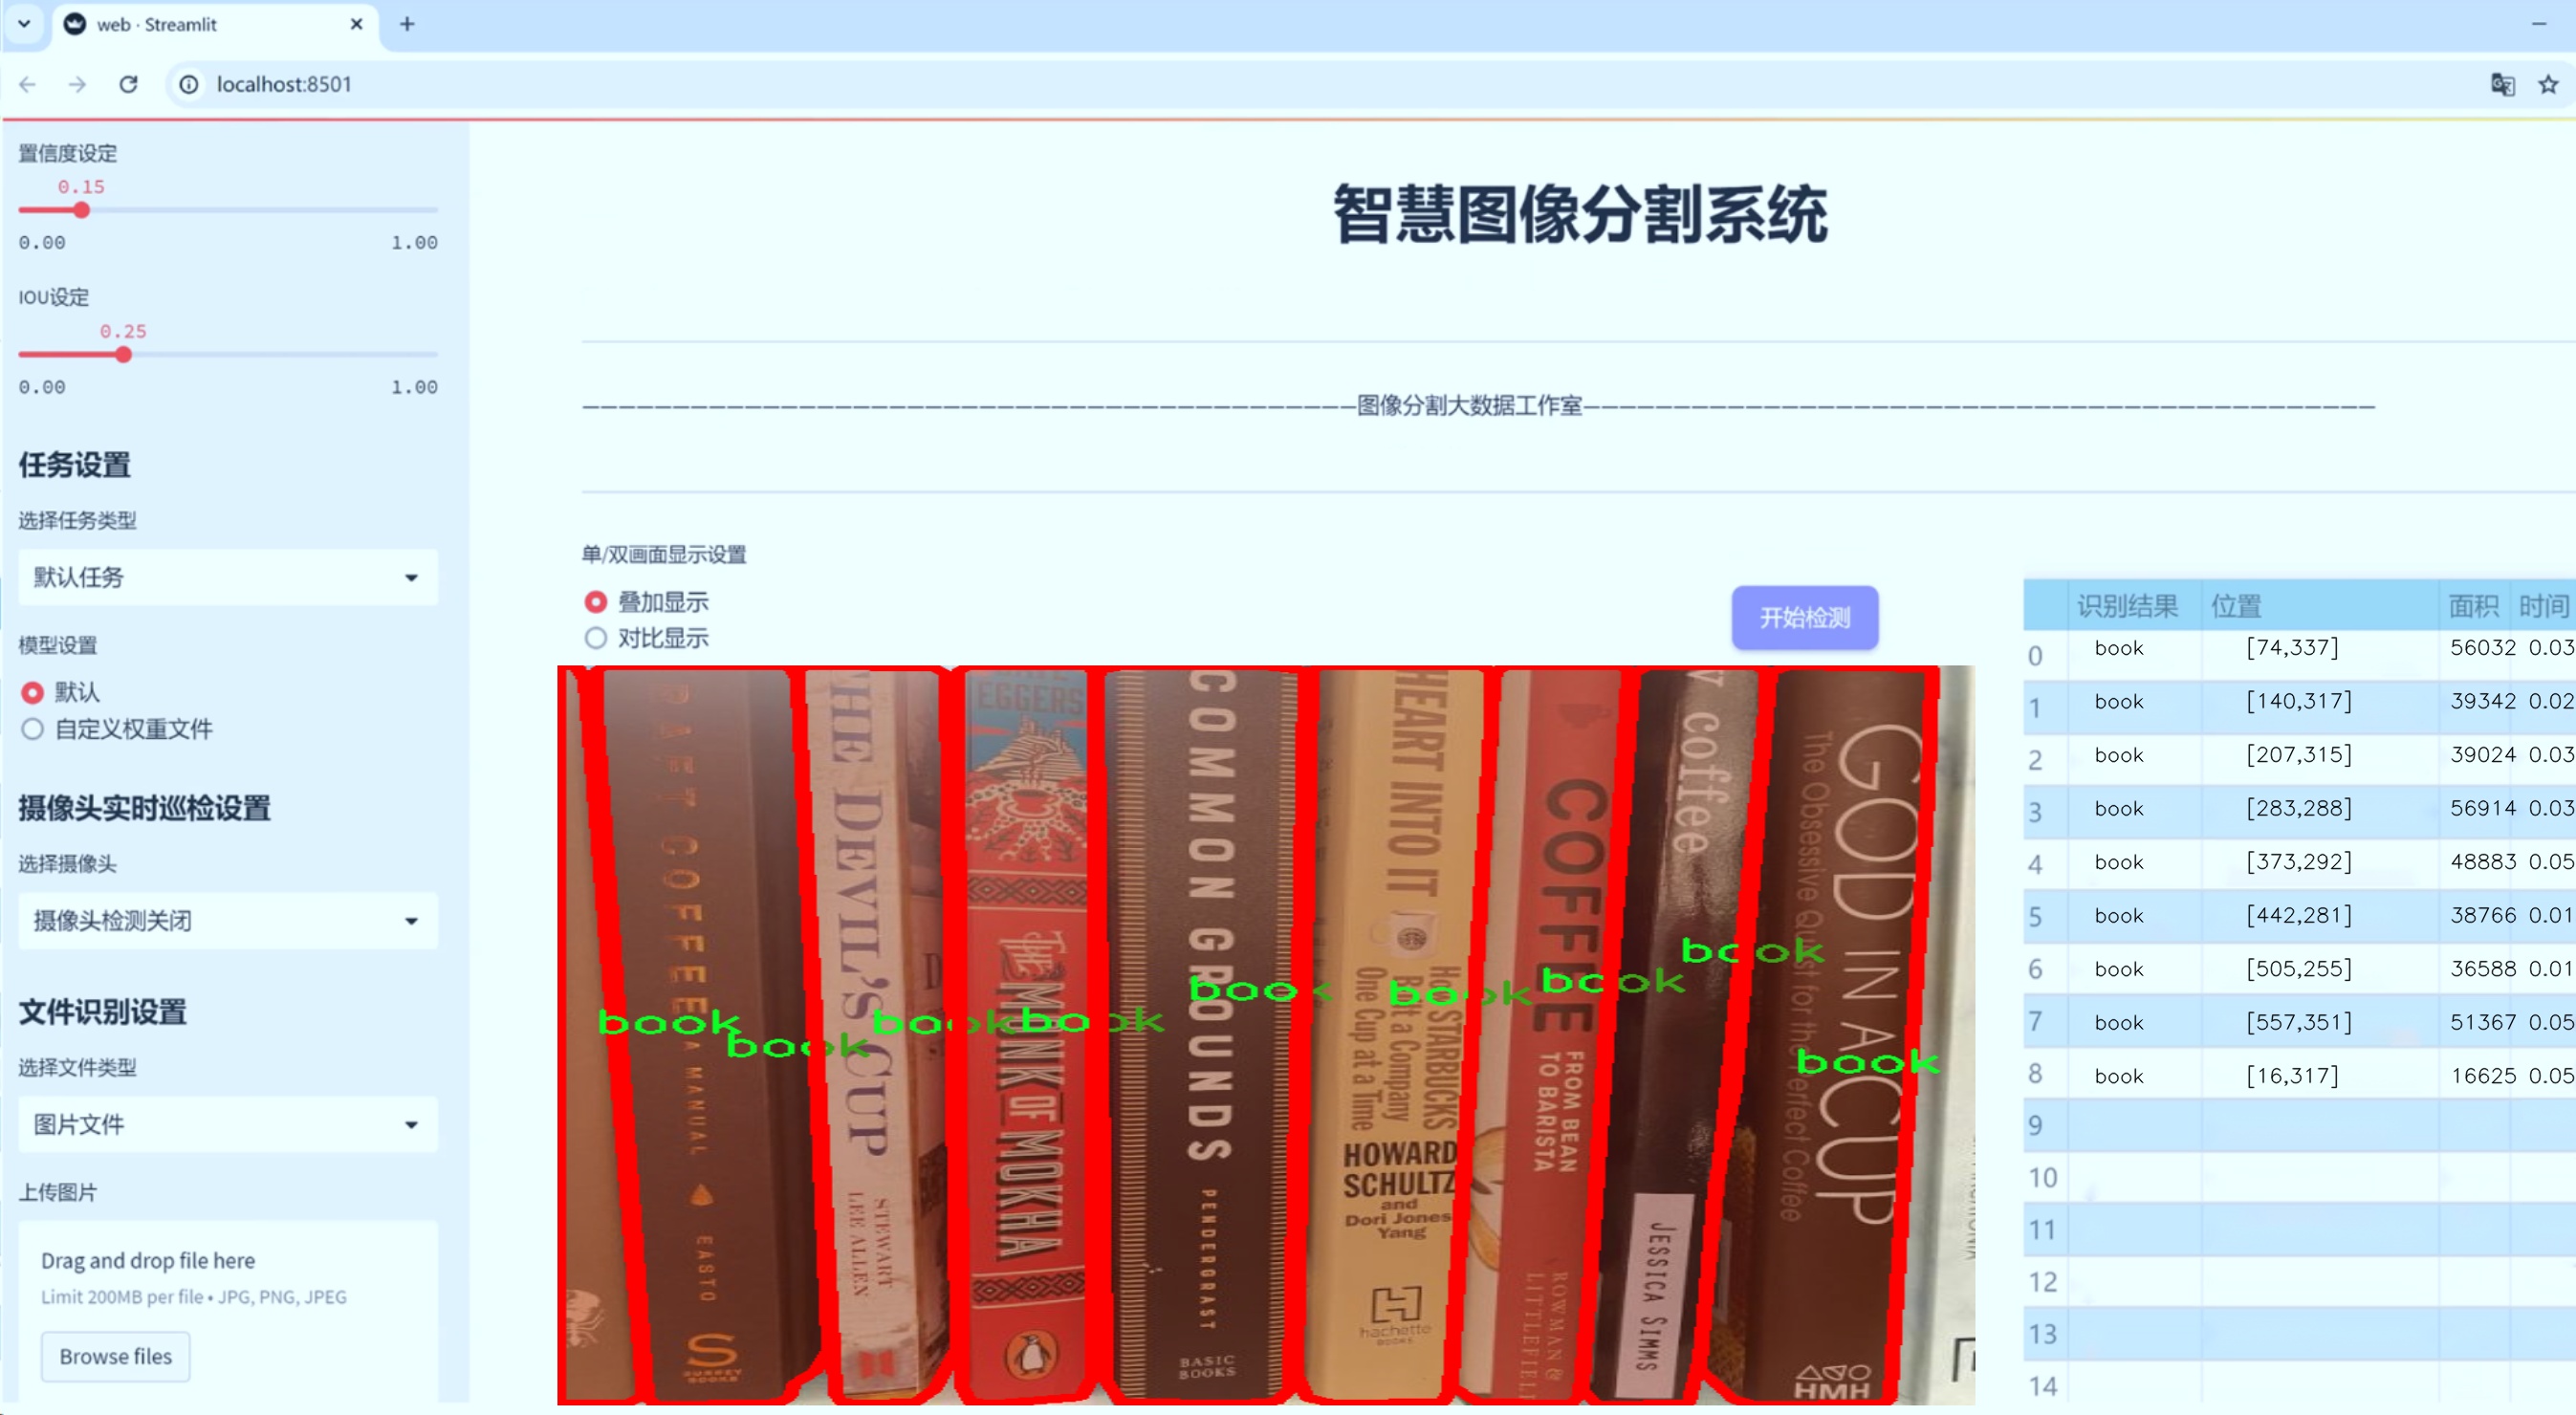 web · Streamlit
localhost:8501
置信度设定
0.15
0.00 1.00
IOU设定
0.25
0.00 1.00
任务设置
选择任务类型
默认任务
模型设置
默认
自定义权重文件
摄像头实时巡检设置
选择摄像头
摄像头检测关闭
文件识别设置
选择文件类型
图片文件
上传图片
Drag and drop file here
Limit 200MB per file • JPG, PNG, JPEG
Browse files
智慧图像分割系统
图像分割大数据工作室
单/双画面显示设置
叠加显示
对比显示
开始检测
COFFEE
A MANUAL
EASTO
S
SURREY
BOOKS
THE DEVIL'S CUP
STEWART
LEE ALLEN
EGGERS
THE MONK OF MOKHA
COMMON GROUNDS
PENDERGRAST
BASIC
BOOKS
HEART INTO IT
How STARBUCKS
Built a Company
One Cup at a Time
HOWARD
SCHULTZ
and
Dori Jones
Yang
hachette
BOOKS
COFFEE
FROM BEAN
TO BARISTA
ROWMAN &
coffee
JESSICA SIMMS
GOD IN A CUP
The Obsessive Quest for the Perfect Coffee
HMH
book
book
book
book
book
book
book
book
book
识别结果 位置 面积 时间
0 book [74,337] 56032 0.03
1 book [140,317] 39342 0.02
2 book [207,315] 39024 0.03
3 book [283,288] 56914 0.03
4 book [373,292] 48883 0.05
5 book [442,281] 38766 0.01
6 book [505,255] 36588 0.01
7 book [557,351] 51367 0.05
8 book [16,317] 16625 0.05
9
10
11
12
13
14